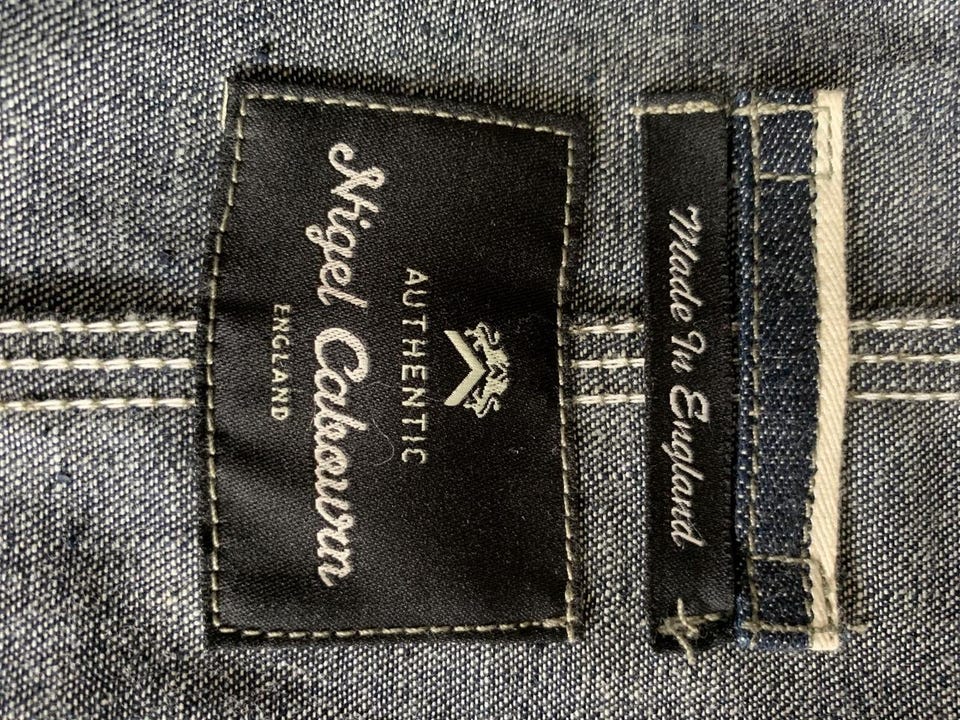 Made In England
AUTHENTIC
Nigel Cabourn
ENGLAND